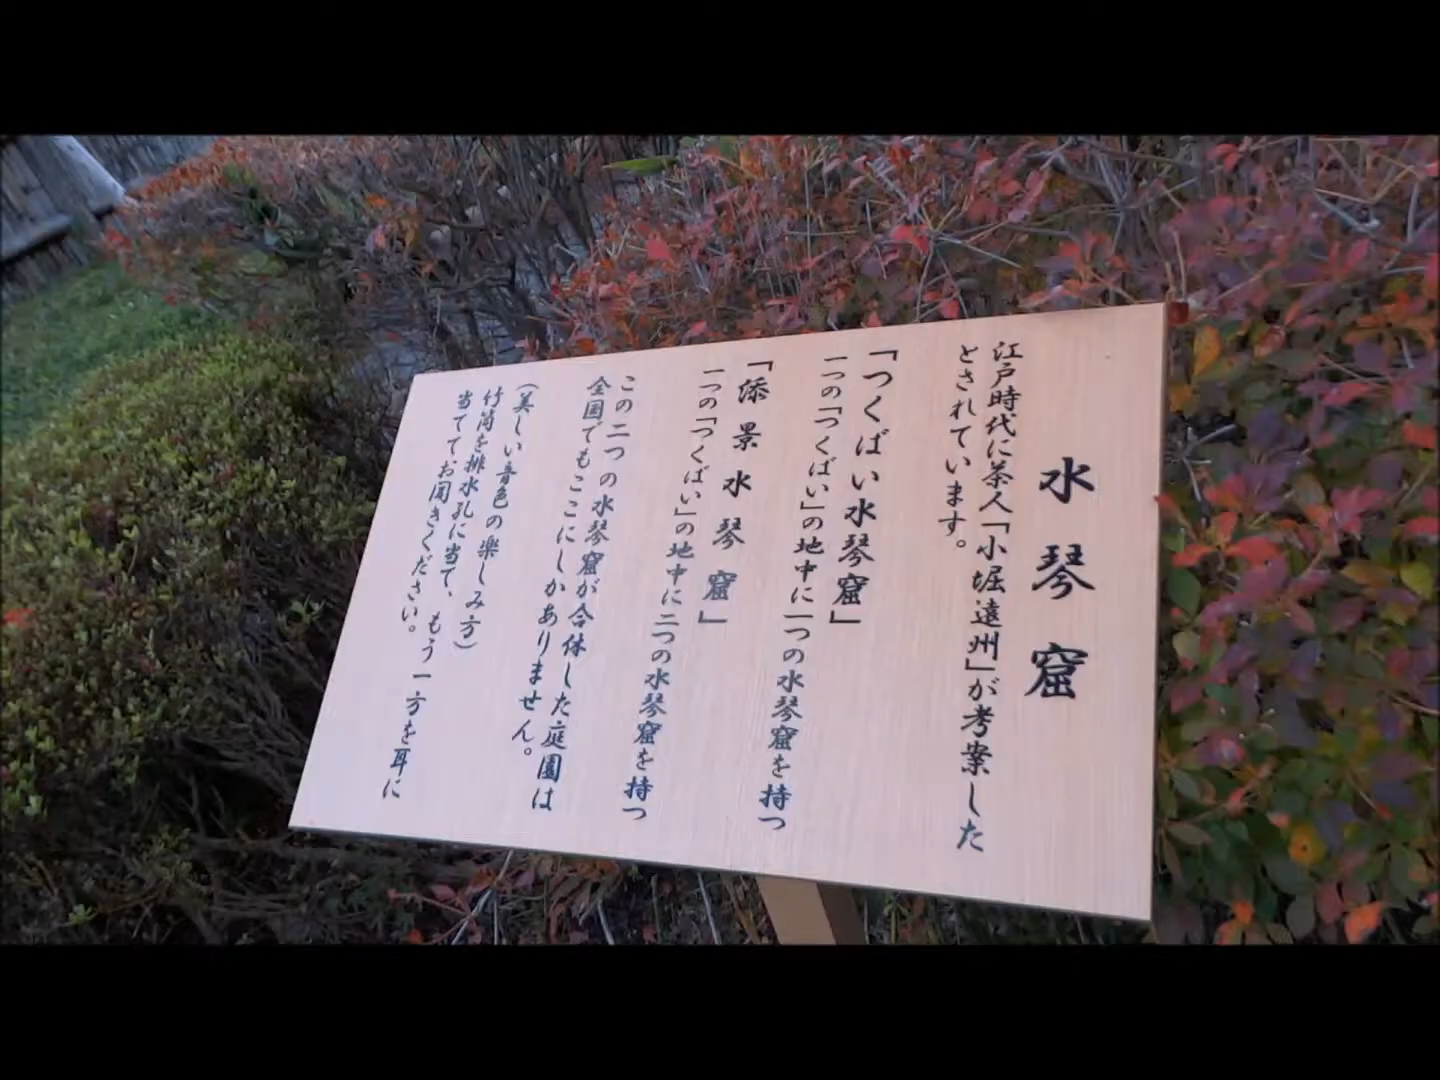 水琴窟
江戸時代に茶人「小堀遠州」が考案した
とされています。
「つくばい水琴窟」
一つの「つくばい」の地中に一つの水琴窟を持つ
「添景水琴窟」
一つの「つくばい」の地中に二つの水琴窟を持つ
この二つの水琴窟が合体した庭園は
全国でもここにしかありません。
(美しい音色の楽しみ方)
竹筒を排水孔に当て、もう一方を耳に
当ててお聞きください。